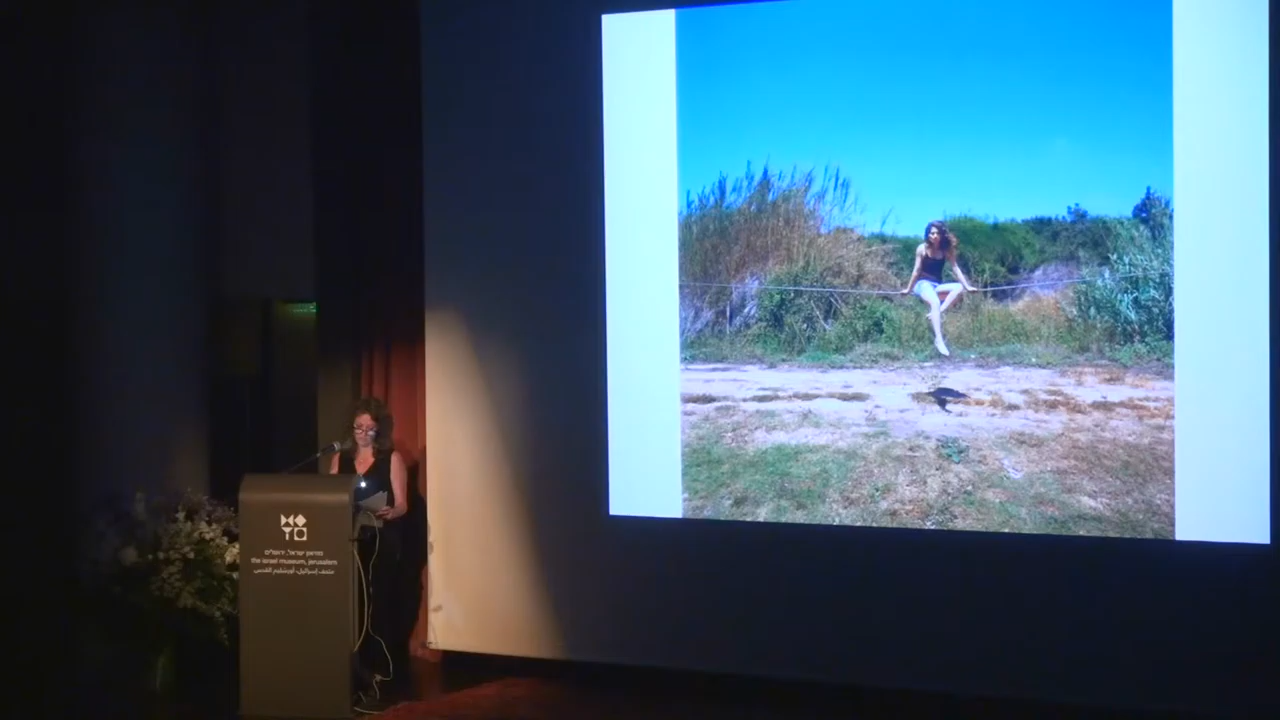 מוזיאון ישראל, ירושלים
the israel museum, jerusalem
متحف إسرائيل، أورشليم القدس